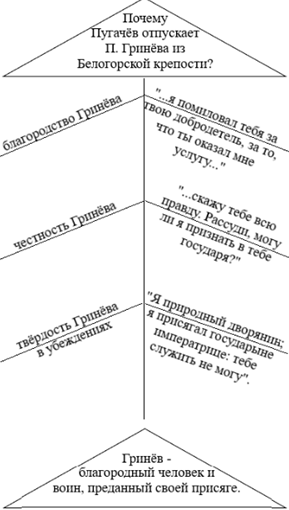 Почему
Пугачёв отпускает
П. Гринёва из
Белогорской крепости?
благородство Гринёва
"...я помиловал тебя за
твою добродетель, за то,
что ты оказал мне
услугу..."
честность Гринёва
"...скажу тебе всю
правду. Рассуди, могу
ли я признать в тебе
государя?"
твёрдость Гринёва
в убеждениях
"Я природный дворянин;
я присягал государыне
императрице: тебе
служить не могу".
Гринёв -
благородный человек и
воин, преданный своей присяге.